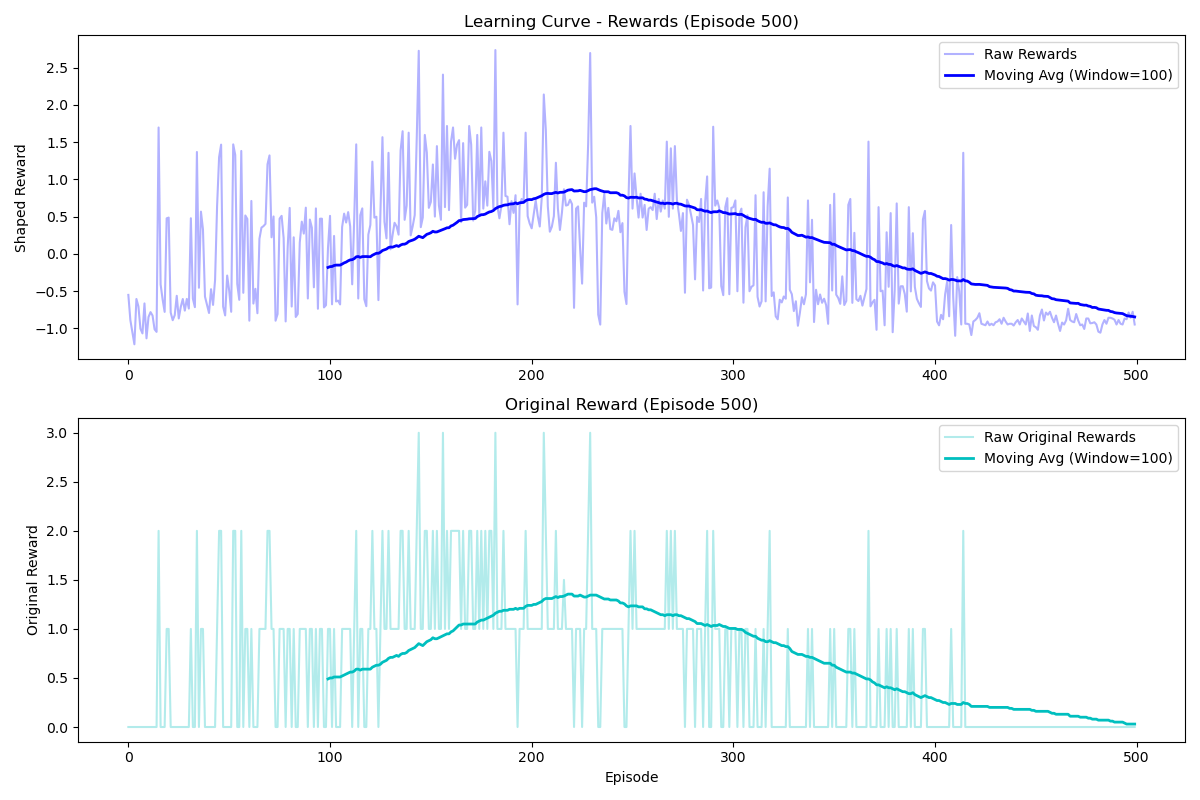 Learning Curve - Rewards (Episode 500)
Raw Rewards
Moving Avg (Window=100)
Shaped Reward
2.5
2.0
1.5
1.0
0.5
0.0
−0.5
−1.0
0 100 200 300 400 500
Original Reward (Episode 500)
Raw Original Rewards
Moving Avg (Window=100)
Original Reward
3.0
2.5
2.0
1.5
1.0
0.5
0.0
0 100 200 300 400 500
Episode